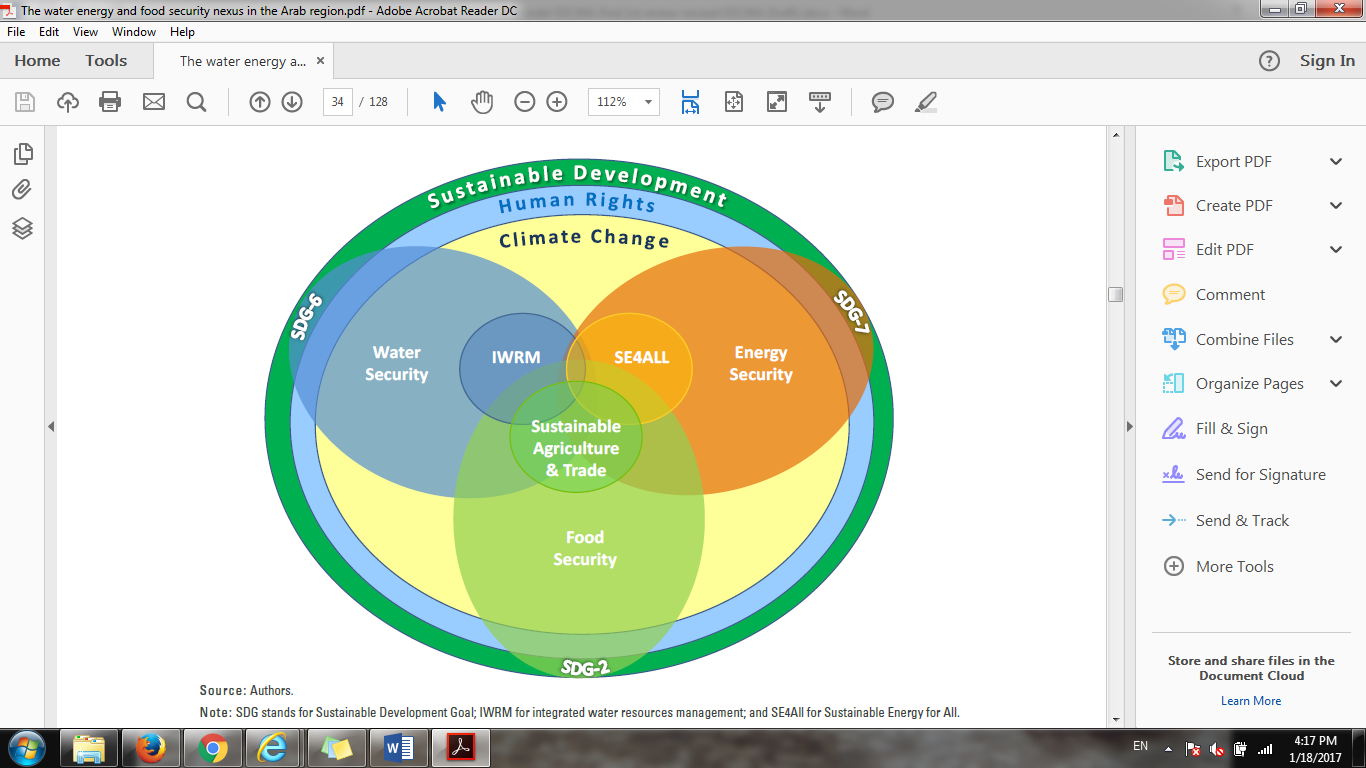 The water energy and food security nexus in the Arab region.pdf - Adobe Acrobat Reader DC
File Edit View Window Help
Home Tools The water energy a... × Sign In
34 / 128 112%
Sustainable Development
Human Rights
Climate Change
SDG-6
SDG-7
Water
Security
IWRM
SE4ALL
Energy
Security
Sustainable
Agriculture
& Trade
Food
Security
SDG-2
Source: Authors.
Note: SDG stands for Sustainable Development Goal; IWRM for integrated water resources management; and SE4All for Sustainable Energy for All.
Export PDF
Create PDF
Edit PDF
Comment
Combine Files
Organize Pages
Fill & Sign
Send for Signature
Send & Track
More Tools
Store and share files in the
Document Cloud
Learn More
EN
4:17 PM
1/18/2017